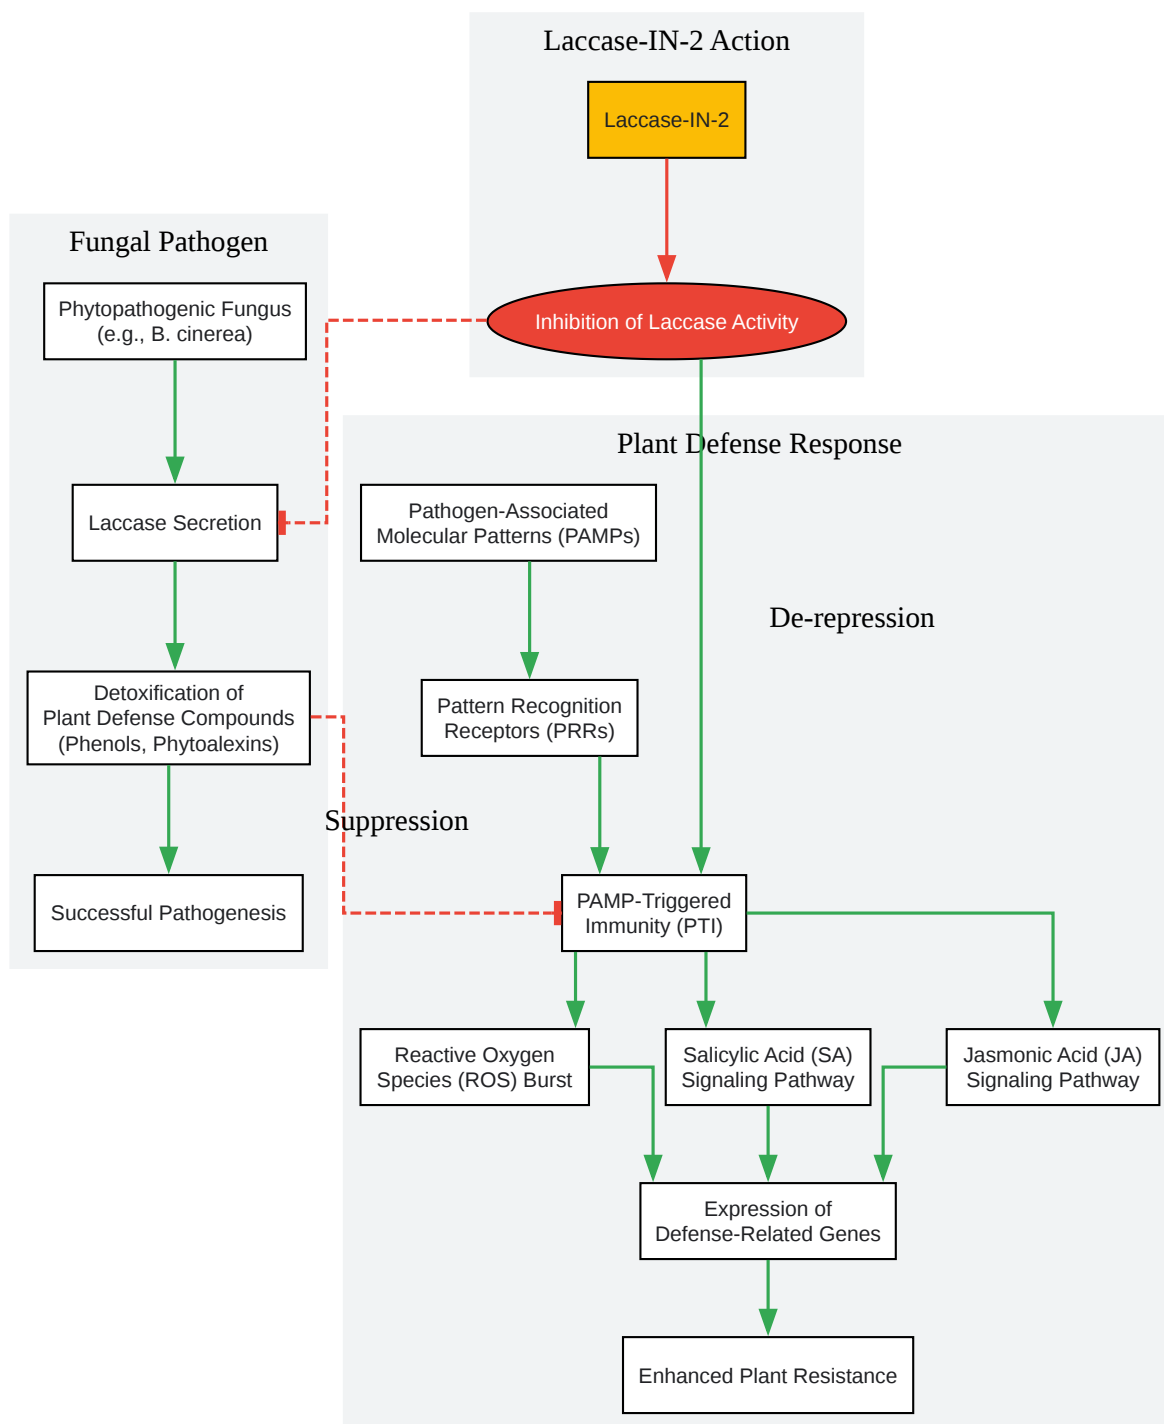 Laccase-IN-2 Action
Laccase-IN-2
Inhibition of Laccase Activity
Fungal Pathogen
Phytopathogenic Fungus
(e.g., B. cinerea)
Laccase Secretion
Detoxification of
Plant Defense Compounds
(Phenols, Phytoalexins)
Successful Pathogenesis
Suppression
Plant Defense Response
Pathogen-Associated
Molecular Patterns (PAMPs)
De-repression
Pattern Recognition
Receptors (PRRs)
PAMP-Triggered
Immunity (PTI)
Reactive Oxygen
Species (ROS) Burst
Salicylic Acid (SA)
Signaling Pathway
Jasmonic Acid (JA)
Signaling Pathway
Expression of
Defense-Related Genes
Enhanced Plant Resistance